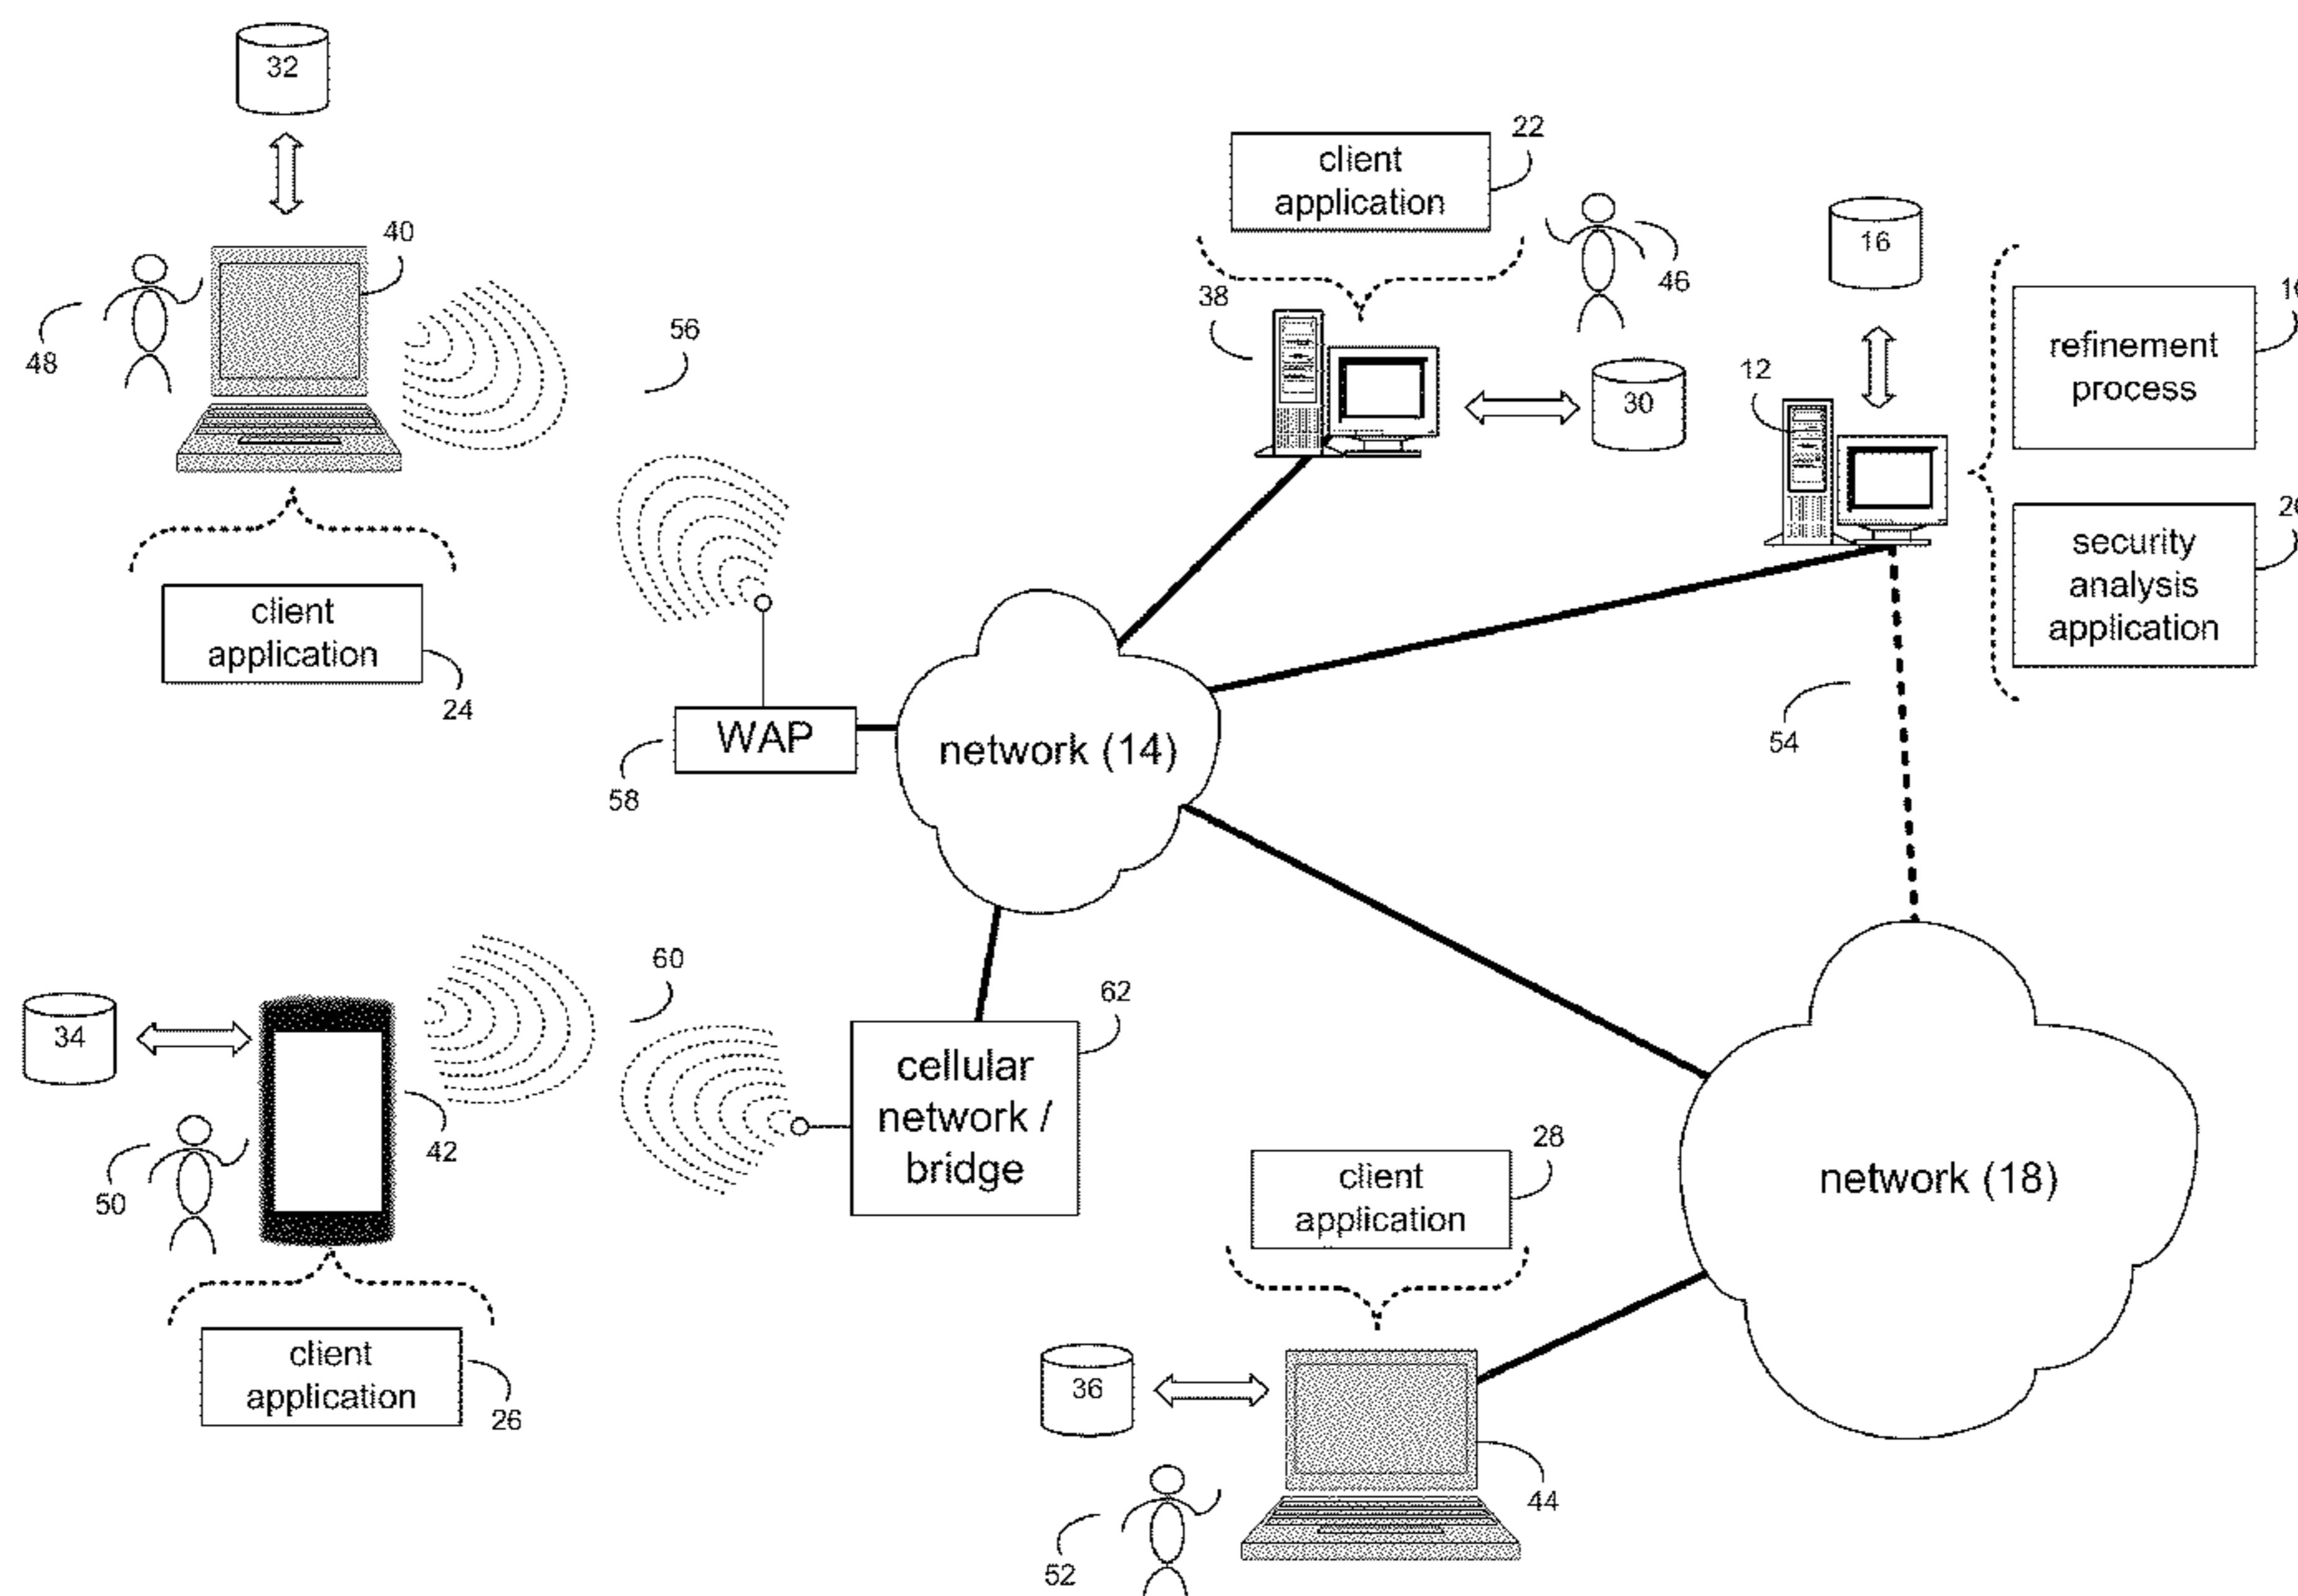 32
40
48
56
client
application
24
22
client
application
46
38
30
16
12
refinement
process
security
analysis
application
54
WAP
58
network (14)
60
34
42
50
62
cellular
network /
bridge
client
application
26
28
client
application
network (18)
36
44
52